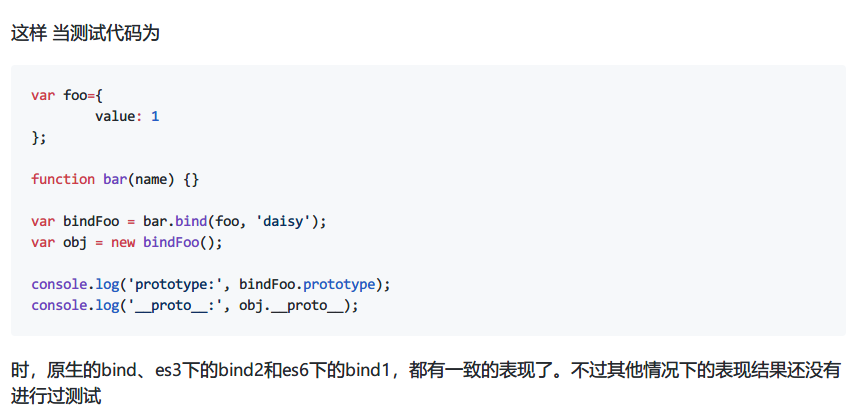 这样 当测试代码为
var foo={
        value: 1
};
function bar(name) {}
var bindFoo = bar.bind(foo, 'daisy');
var obj = new bindFoo();
console.log('prototype:', bindFoo.prototype);
console.log('__proto__:', obj.__proto__);
时，原生的bind、es3下的bind2和es6下的bind1，都有一致的表现了。不过其他情况下的表现结果还没有
进行过测试